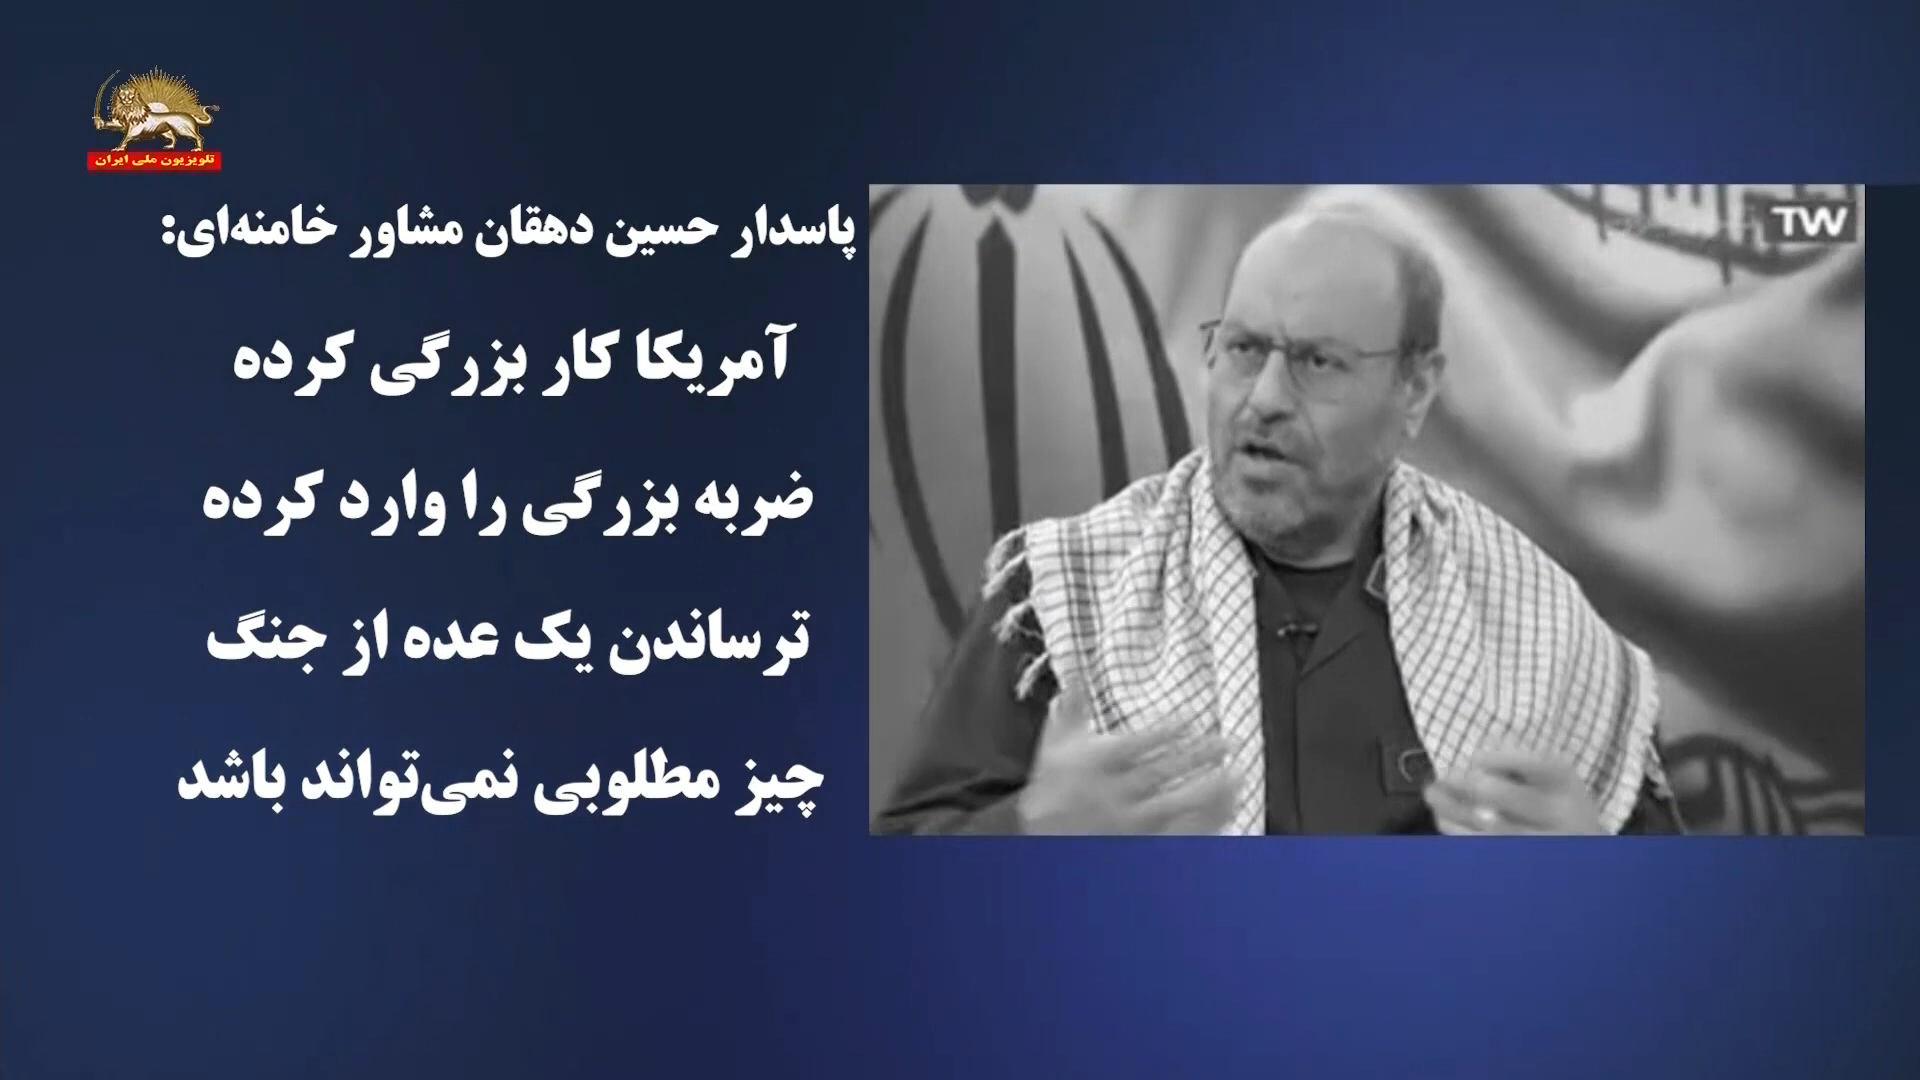 تلویزیون ملی ایران
پاسدار حسین دهقان مشاور خامنه‌ای:
آمریکا کار بزرگی کرده
ضربه بزرگی را وارد کرده
ترساندن یک عده از جنگ
چیز مطلوبی نمی‌تواند باشد
TW